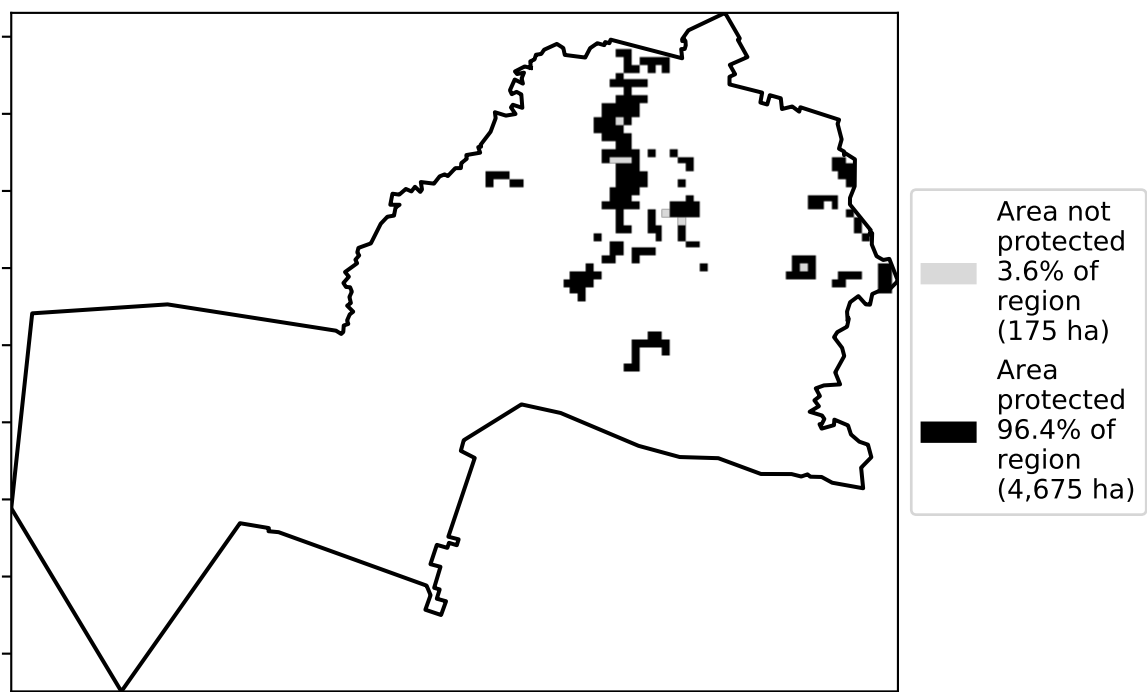 Area not
protected
3.6% of
region
(175 ha)
Area
protected
96.4% of
region
(4,675 ha)